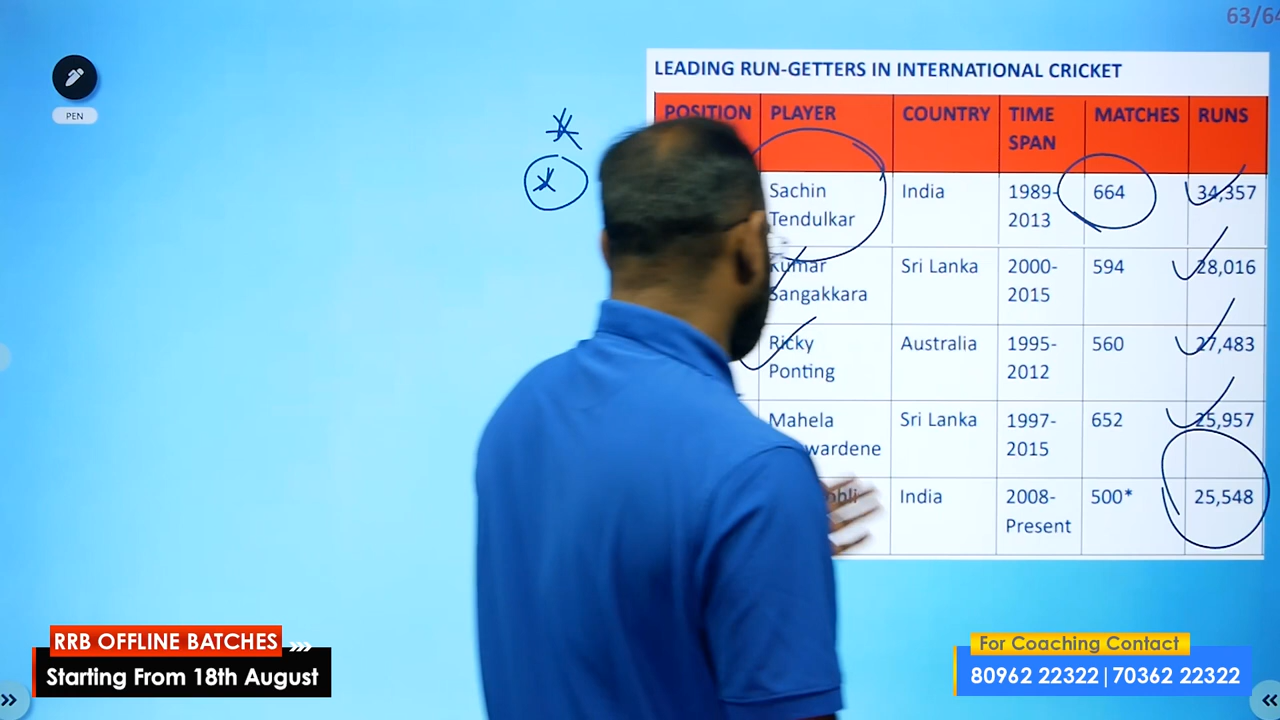 63/64
PEN
LEADING RUN-GETTERS IN INTERNATIONAL CRICKET
POSITION PLAYER COUNTRY TIME SPAN MATCHES RUNS
Sachin Tendulkar India 1989-2013 664 34,357
Kumar Sangakkara Sri Lanka 2000-2015 594 28,016
Ricky Ponting Australia 1995-2012 560 27,483
Mahela wardene Sri Lanka 1997-2015 652 25,957
India 2008-Present 500* 25,548
RRB OFFLINE BATCHES
Starting From 18th August
For Coaching Contact
80962 22322|70362 22322